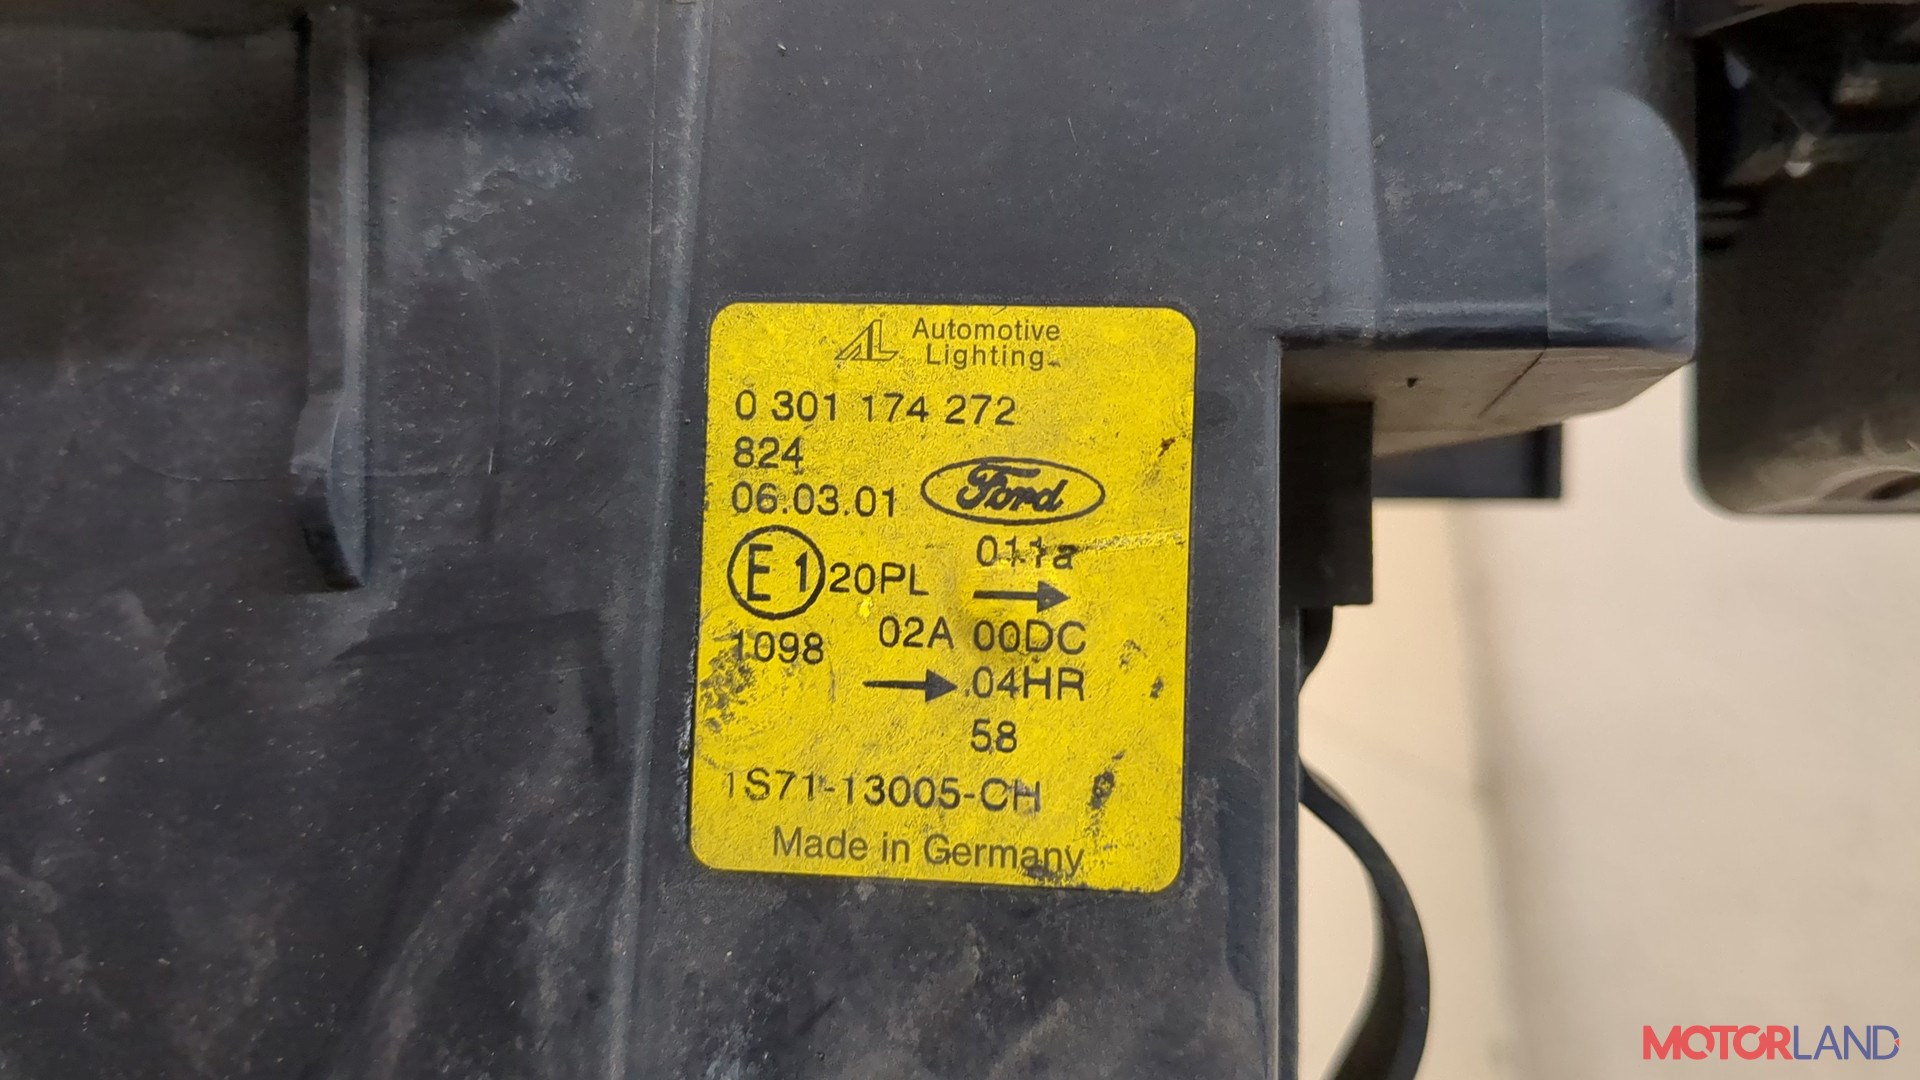 AL Automotive
Lighting
0 301 174 272
824
06.03.01 Ford
E1 20PL 011a
→
1098 02A 00DC
→ 04HR
58
1S71-13005-CH
Made in Germany
MOTORLAND